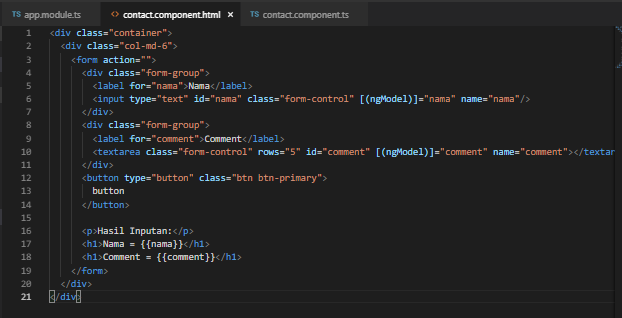 TS app.module.ts <> contact.component.html × TS contact.component.ts
1 <div class="container">
2 <div class="col-md-6">
3 <form action="">
4 <div class="form-group">
5 <label for="nama">Nama</label>
6 <input type="text" id="nama" class="form-control" [(ngModel)]="nama" name="nama"/>
7 </div>
8 <div class="form-group">
9 <label for="comment">Comment</label>
10 <textarea class="form-control" rows="5" id="comment" [(ngModel)]="comment" name="comment"></textar
11 </div>
12 <button type="button" class="btn btn-primary">
13 button
14 </button>
15
16 <p>Hasil Inputan:</p>
17 <h1>Nama = {{nama}}</h1>
18 <h1>Comment = {{comment}}</h1>
19 </form>
20 </div>
21 </div>